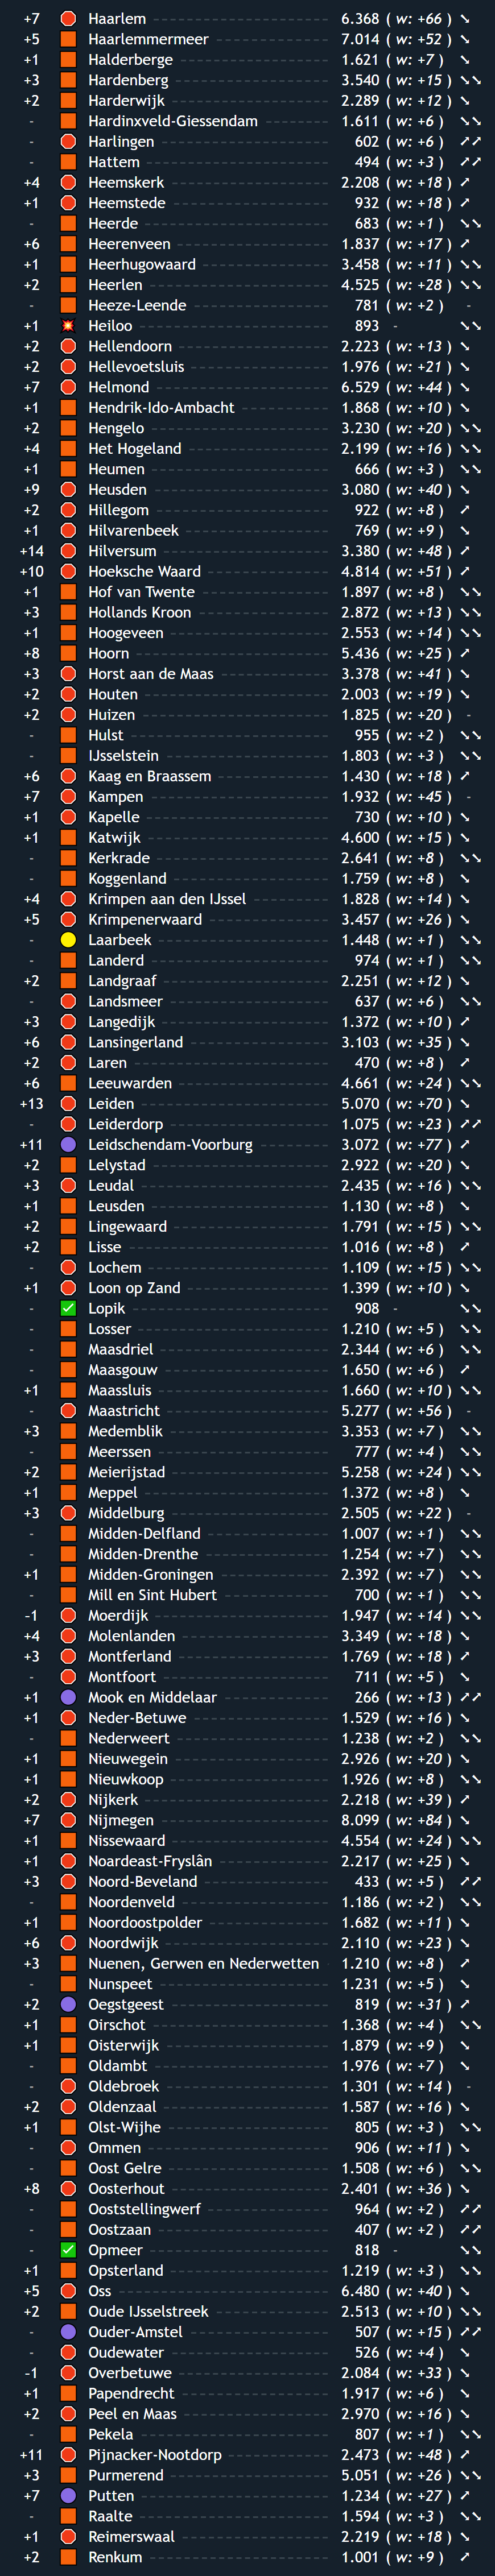 +7 Haarlem 6.368 ( w: +66 ) ↘
+5 Haarlemmermeer 7.014 ( w: +52 ) ↘
+1 Halderberge 1.621 ( w: +7 ) ↘
+3 Hardenberg 3.540 ( w: +15 ) ↘↘
+2 Harderwijk 2.289 ( w: +12 ) ↘
- Hardinxveld-Giessendam 1.611 ( w: +6 ) ↘↘
- Harlingen 602 ( w: +6 ) ↗↗
- Hattem 494 ( w: +3 ) ↗↗
+4 Heemskerk 2.208 ( w: +18 ) ↗
+1 Heemstede 932 ( w: +18 ) ↗
- Heerde 683 ( w: +1 ) ↘↘
+6 Heerenveen 1.837 ( w: +17 ) ↗
+1 Heerhugowaard 3.458 ( w: +11 ) ↘↘
+2 Heerlen 4.525 ( w: +28 ) ↘↘
- Heeze-Leende 781 ( w: +2 ) -
+1 Heiloo 893 - ↘↘
+2 Hellendoorn 2.223 ( w: +13 ) ↘
+2 Hellevoetsluis 1.976 ( w: +21 ) ↘
+7 Helmond 6.529 ( w: +44 ) ↘
+1 Hendrik-Ido-Ambacht 1.868 ( w: +10 ) ↘
+2 Hengelo 3.230 ( w: +20 ) ↘↘
+4 Het Hogeland 2.199 ( w: +16 ) ↘↘
+1 Heumen 666 ( w: +3 ) ↘↘
+9 Heusden 3.080 ( w: +40 ) ↘
+2 Hillegom 922 ( w: +8 ) ↗
+1 Hilvarenbeek 769 ( w: +9 ) ↘
+14 Hilversum 3.380 ( w: +48 ) ↗
+10 Hoeksche Waard 4.814 ( w: +51 ) ↗
+1 Hof van Twente 1.897 ( w: +8 ) ↘↘
+3 Hollands Kroon 2.872 ( w: +13 ) ↘↘
+1 Hoogeveen 2.553 ( w: +14 ) ↘↘
+8 Hoorn 5.436 ( w: +25 ) ↗
+3 Horst aan de Maas 3.378 ( w: +41 ) ↘
+2 Houten 2.003 ( w: +19 ) ↘
+2 Huizen 1.825 ( w: +20 ) -
- Hulst 955 ( w: +2 ) ↘↘
- IJsselstein 1.803 ( w: +3 ) ↘↘
+6 Kaag en Braassem 1.430 ( w: +18 ) ↗
+7 Kampen 1.932 ( w: +45 ) -
+1 Kapelle 730 ( w: +10 ) ↘
+1 Katwijk 4.600 ( w: +15 ) ↘
- Kerkrade 2.641 ( w: +8 ) ↘↘
- Koggenland 1.759 ( w: +8 ) ↘
+4 Krimpen aan den IJssel 1.828 ( w: +14 ) ↘
+5 Krimpenerwaard 3.457 ( w: +26 ) ↘
- Laarbeek 1.448 ( w: +1 ) ↘↘
- Landerd 974 ( w: +1 ) ↘↘
+2 Landgraaf 2.251 ( w: +12 ) ↘
- Landsmeer 637 ( w: +6 ) ↘↘
+3 Langedijk 1.372 ( w: +10 ) ↗
+6 Lansingerland 3.103 ( w: +35 ) ↘
+2 Laren 470 ( w: +8 ) ↗
+6 Leeuwarden 4.661 ( w: +24 ) ↘↘
+13 Leiden 5.070 ( w: +70 ) ↘
- Leiderdorp 1.075 ( w: +23 ) ↗↗
+11 Leidschendam-Voorburg 3.072 ( w: +77 ) ↗
+2 Lelystad 2.922 ( w: +20 ) ↘
+3 Leudal 2.435 ( w: +16 ) ↘↘
+1 Leusden 1.130 ( w: +8 ) ↘
+2 Lingewaard 1.791 ( w: +15 ) ↘↘
+2 Lisse 1.016 ( w: +8 ) ↗
- Lochem 1.109 ( w: +15 ) ↘↘
+1 Loon op Zand 1.399 ( w: +10 ) ↘
- Lopik 908 - ↘↘
- Losser 1.210 ( w: +5 ) ↘↘
- Maasdriel 2.344 ( w: +6 ) ↘↘
- Maasgouw 1.650 ( w: +6 ) ↗
+1 Maassluis 1.660 ( w: +10 ) ↘↘
- Maastricht 5.277 ( w: +56 ) -
+3 Medemblik 3.353 ( w: +7 ) ↘↘
- Meerssen 777 ( w: +4 ) ↘↘
+2 Meierijstad 5.258 ( w: +24 ) ↘↘
+1 Meppel 1.372 ( w: +8 ) ↘
+3 Middelburg 2.505 ( w: +22 ) -
- Midden-Delfland 1.007 ( w: +1 ) ↘↘
- Midden-Drenthe 1.254 ( w: +7 ) ↘↘
+1 Midden-Groningen 2.392 ( w: +7 ) ↘↘
- Mill en Sint Hubert 700 ( w: +1 ) ↘↘
-1 Moerdijk 1.947 ( w: +14 ) ↘↘
+4 Molenlanden 3.349 ( w: +18 ) ↘
+3 Montferland 1.769 ( w: +18 ) ↗
- Montfoort 711 ( w: +5 ) ↘
+1 Mook en Middelaar 266 ( w: +13 ) ↗↗
+1 Neder-Betuwe 1.529 ( w: +16 ) ↘
- Nederweert 1.238 ( w: +2 ) ↘↘
+1 Nieuwegein 2.926 ( w: +20 ) ↘
+1 Nieuwkoop 1.926 ( w: +8 ) ↘↘
+2 Nijkerk 2.218 ( w: +39 ) ↗
+7 Nijmegen 8.099 ( w: +84 ) ↘
+1 Nissewaard 4.554 ( w: +24 ) ↘↘
+1 Noardeast-Fryslân 2.217 ( w: +25 ) ↘
+3 Noord-Beveland 433 ( w: +5 ) ↗↗
- Noordenveld 1.186 ( w: +2 ) ↘↘
+1 Noordoostpolder 1.682 ( w: +11 ) ↘
+6 Noordwijk 2.110 ( w: +23 ) ↘
+3 Nuenen, Gerwen en Nederwetten 1.210 ( w: +8 ) ↗
- Nunspeet 1.231 ( w: +5 ) ↘
+2 Oegstgeest 819 ( w: +31 ) ↗
+1 Oirschot 1.368 ( w: +4 ) ↘↘
+1 Oisterwijk 1.879 ( w: +9 ) ↘
- Oldambt 1.976 ( w: +7 ) ↘
- Oldebroek 1.301 ( w: +14 ) -
+2 Oldenzaal 1.587 ( w: +16 ) ↘
+1 Olst-Wijhe 805 ( w: +3 ) ↘↘
- Ommen 906 ( w: +11 ) ↘
- Oost Gelre 1.508 ( w: +6 ) ↘↘
+8 Oosterhout 2.401 ( w: +36 ) ↘
- Ooststellingwerf 964 ( w: +2 ) ↗↗
- Oostzaan 407 ( w: +2 ) ↗↗
- Opmeer 818 - ↘↘
+1 Opsterland 1.219 ( w: +3 ) ↘↘
+5 Oss 6.480 ( w: +40 ) ↘
+2 Oude IJsselstreek 2.513 ( w: +10 ) ↘↘
- Ouder-Amstel 507 ( w: +15 ) ↗↗
- Oudewater 526 ( w: +4 ) ↘
-1 Overbetuwe 2.084 ( w: +33 ) ↘
+1 Papendrecht 1.917 ( w: +6 ) ↘
+2 Peel en Maas 2.970 ( w: +16 ) ↘
- Pekela 807 ( w: +1 ) ↘↘
+11 Pijnacker-Nootdorp 2.473 ( w: +48 ) ↗
+3 Purmerend 5.051 ( w: +26 ) ↘↘
+7 Putten 1.234 ( w: +27 ) ↗
- Raalte 1.594 ( w: +3 ) ↘↘
+1 Reimerswaal 2.219 ( w: +18 ) ↘
+2 Renkum 1.001 ( w: +9 ) ↗